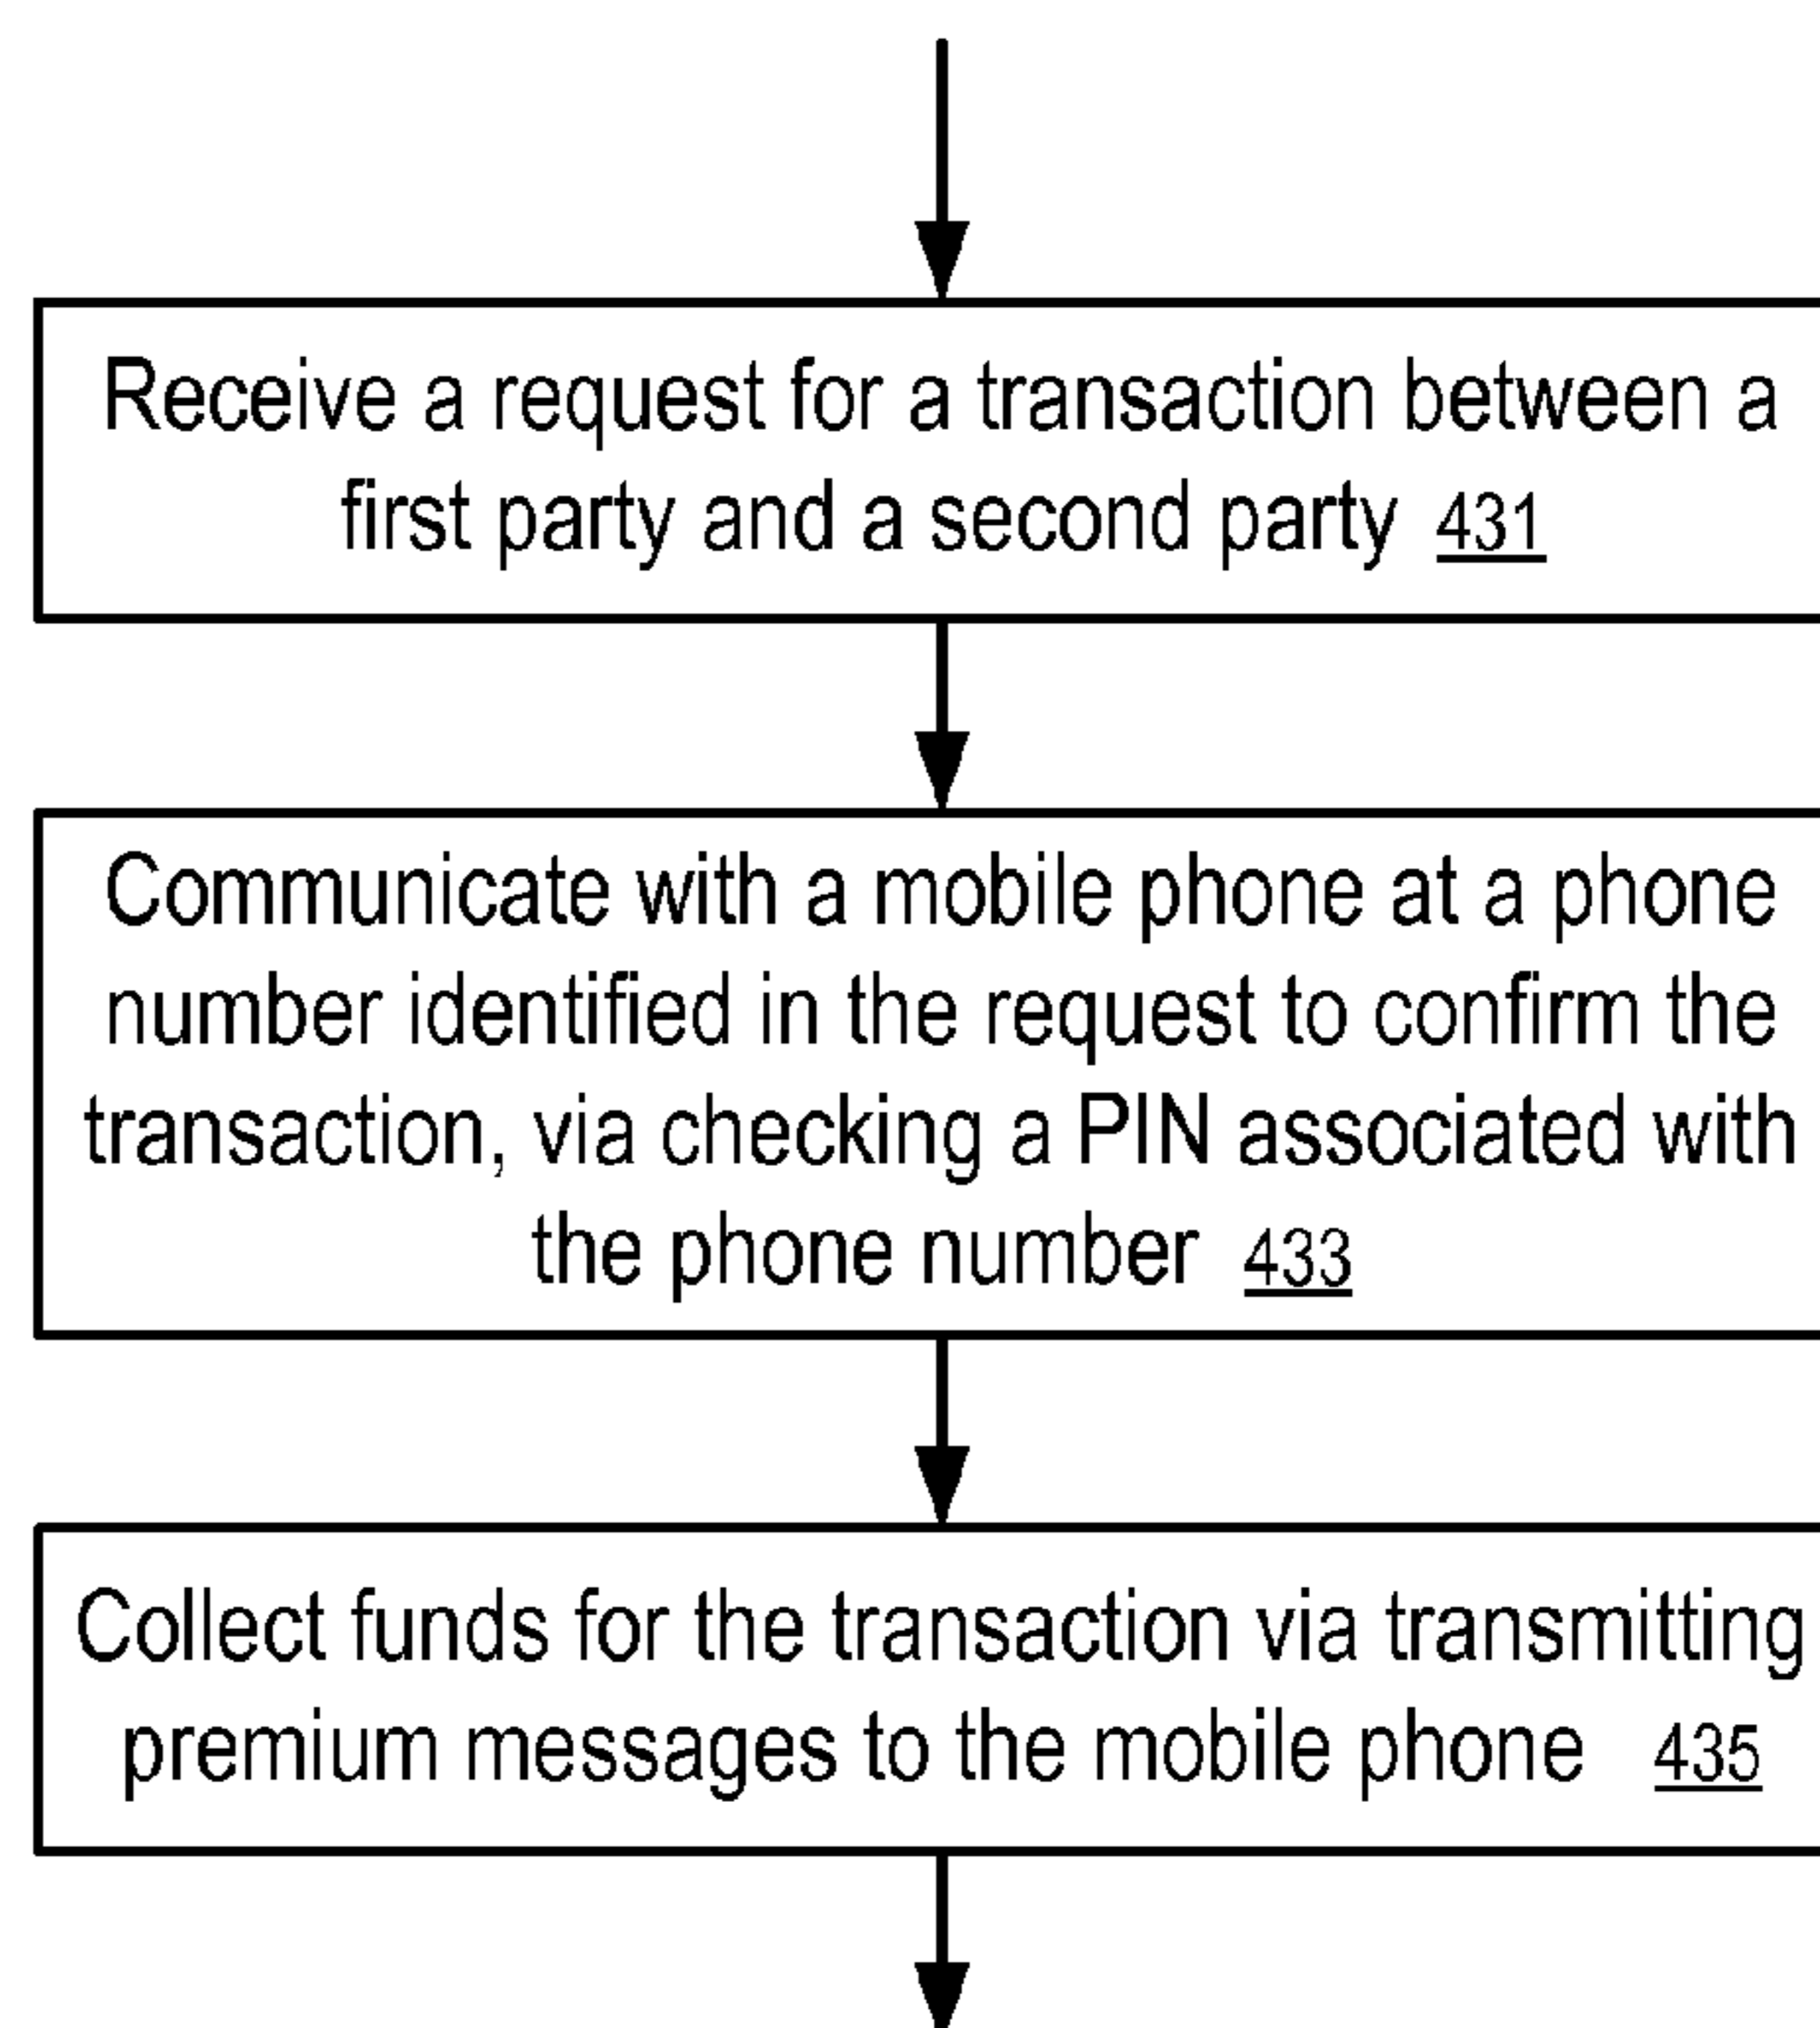 Receive a request for a transaction between a
first party and a second party 431
Communicate with a mobile phone at a phone
number identified in the request to confirm the
transaction, via checking a PIN associated with
the phone number 433
Collect funds for the transaction via transmitting
premium messages to the mobile phone 435